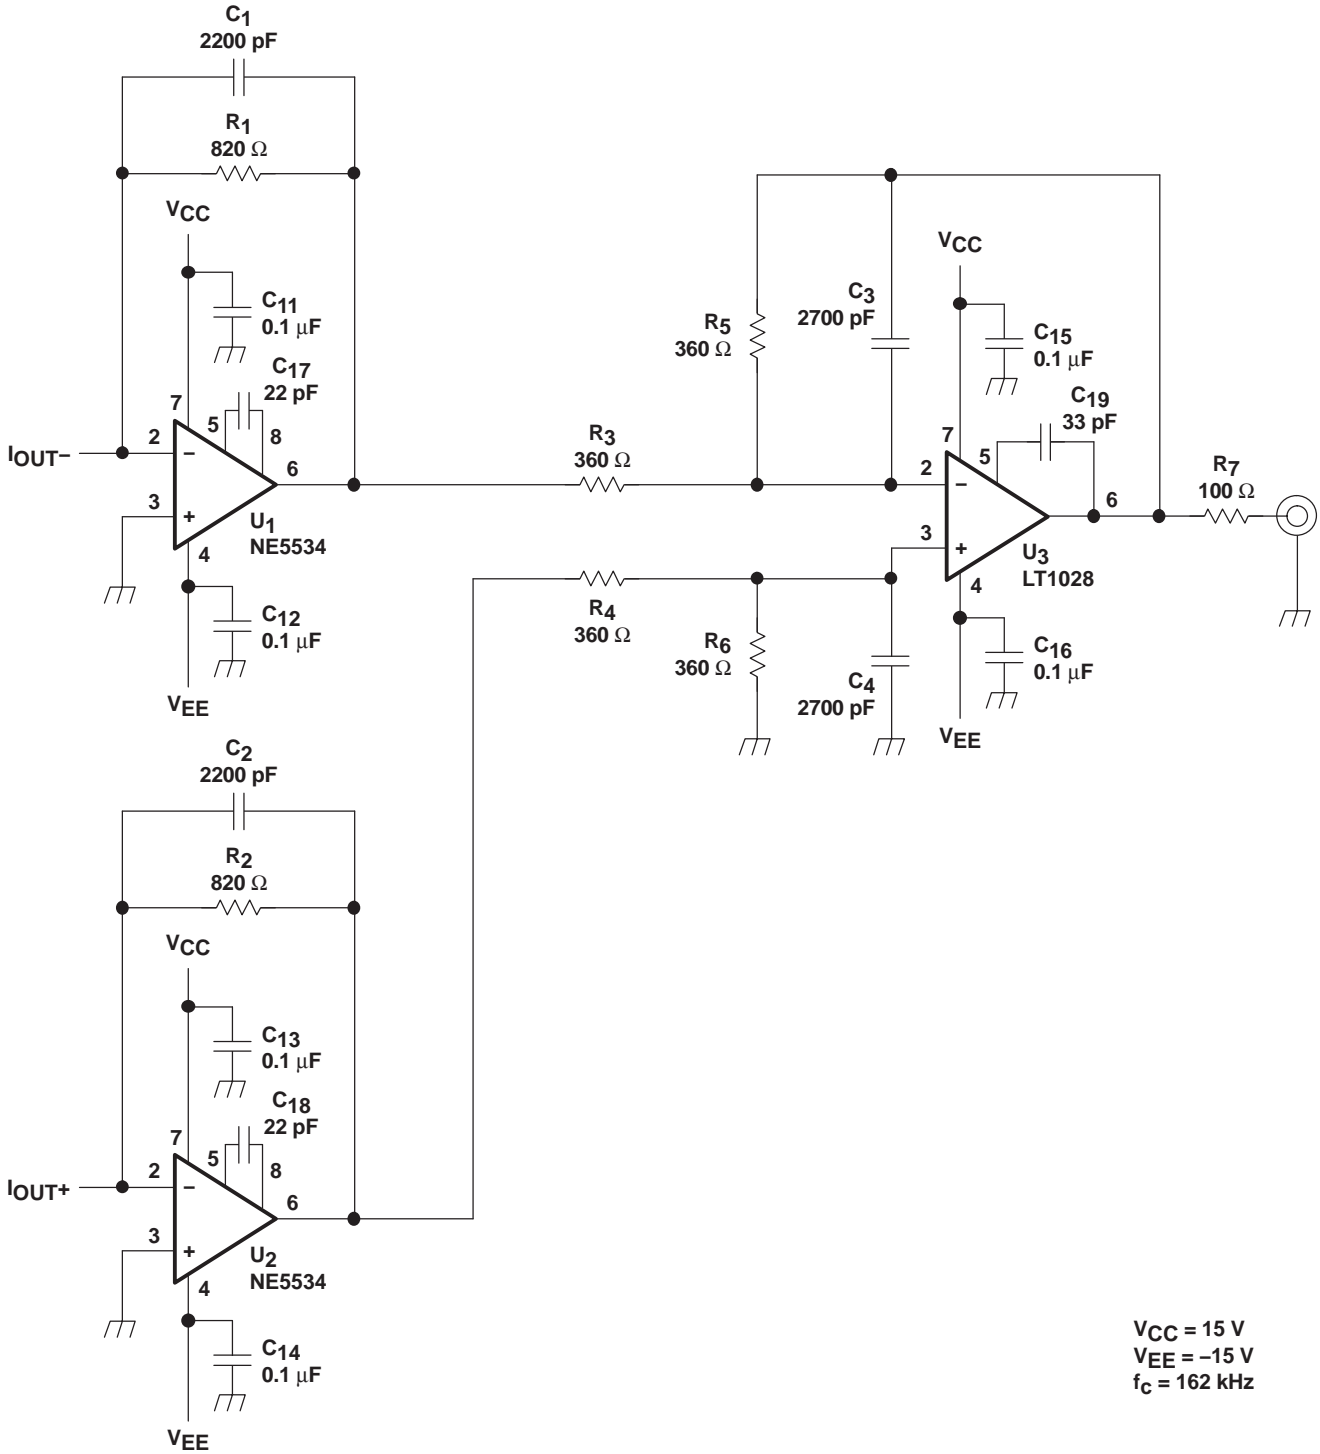 C1
2200 pF
R1
820 Ω
VCC
C11
0.1 μF
C17
22 pF
7
5
8
2
–
IOUT–
6
3
+
U1
NE5534
4
C12
0.1 μF
VEE
R3
360 Ω
R4
360 Ω
R5
360 Ω
C3
2700 pF
VCC
C15
0.1 μF
C19
33 pF
7
5
2
–
6
3
+
U3
LT1028
4
R7
100 Ω
R6
360 Ω
C4
2700 pF
C16
0.1 μF
VEE
C2
2200 pF
R2
820 Ω
VCC
C13
0.1 μF
C18
22 pF
7
5
8
2
–
IOUT+
6
3
+
U2
NE5534
4
C14
0.1 μF
VEE
VCC = 15 V
VEE = –15 V
fc = 162 kHz